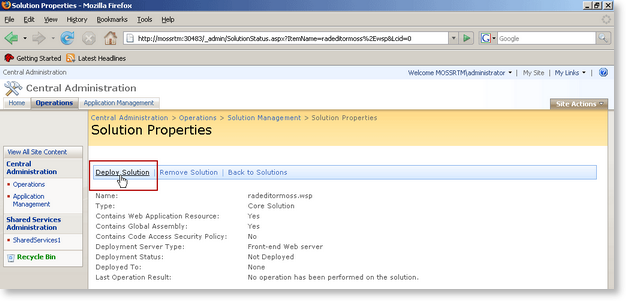 Solution Properties - Mozilla Firefox
File Edit View History Bookmarks Tools Help
http://mossrtm:30483/_admin/SolutionStatus.aspx?ItemName=radeditormoss%2Ewsp&Lcid=0
Google
Getting Started Latest Headlines
Central Administration
Welcome MOSSRTM\administrator My Site My Links
Central Administration
Home Operations Application Management Site Actions
View All Site Content
Central Administration
Operations
Application Management
Shared Services Administration
SharedServices1
Recycle Bin
Central Administration > Operations > Solution Management > Solution Properties
Solution Properties
Deploy Solution | Remove Solution | Back to Solutions
Name: radeditormoss.wsp
Type: Core Solution
Contains Web Application Resource: Yes
Contains Global Assembly: Yes
Contains Code Access Security Policy: No
Deployment Server Type: Front-end Web server
Deployment Status: Not Deployed
Deployed To: None
Last Operation Result: No operation has been performed on the solution.